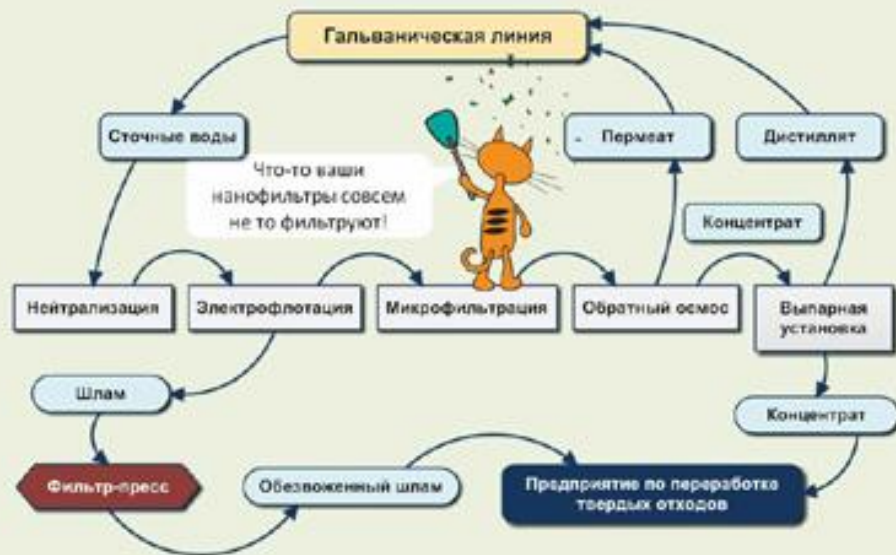 Гальваническая линия
Сточные воды
Пермеат
Дистиллят
Что-то ваши
нанофильтры совсем
не то фильтруют!
Концентрат
Нейтрализация
Электрофлотация
Микрофильтрация
Обратный осмос
Выпарная
установка
Шлам
Концентрат
Фильтр-пресс
Обезвоженный шлам
Предприятие по переработке
твердых отходов